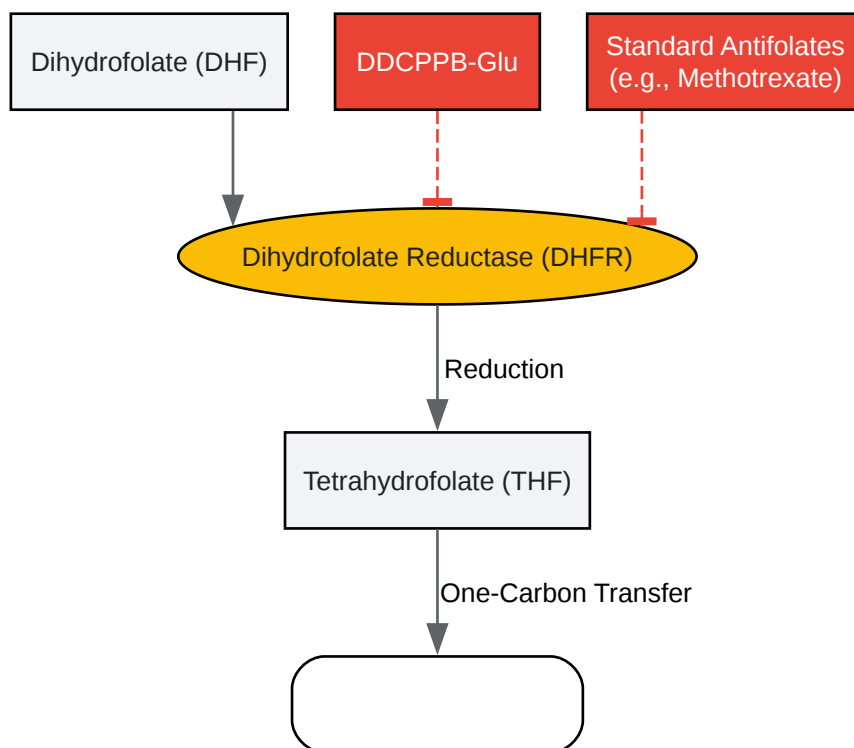 Dihydrofolate (DHF)
DDCPPB-Glu
Standard Antifolates
(e.g., Methotrexate)
Dihydrofolate Reductase (DHFR)
Reduction
Tetrahydrofolate (THF)
One-Carbon Transfer